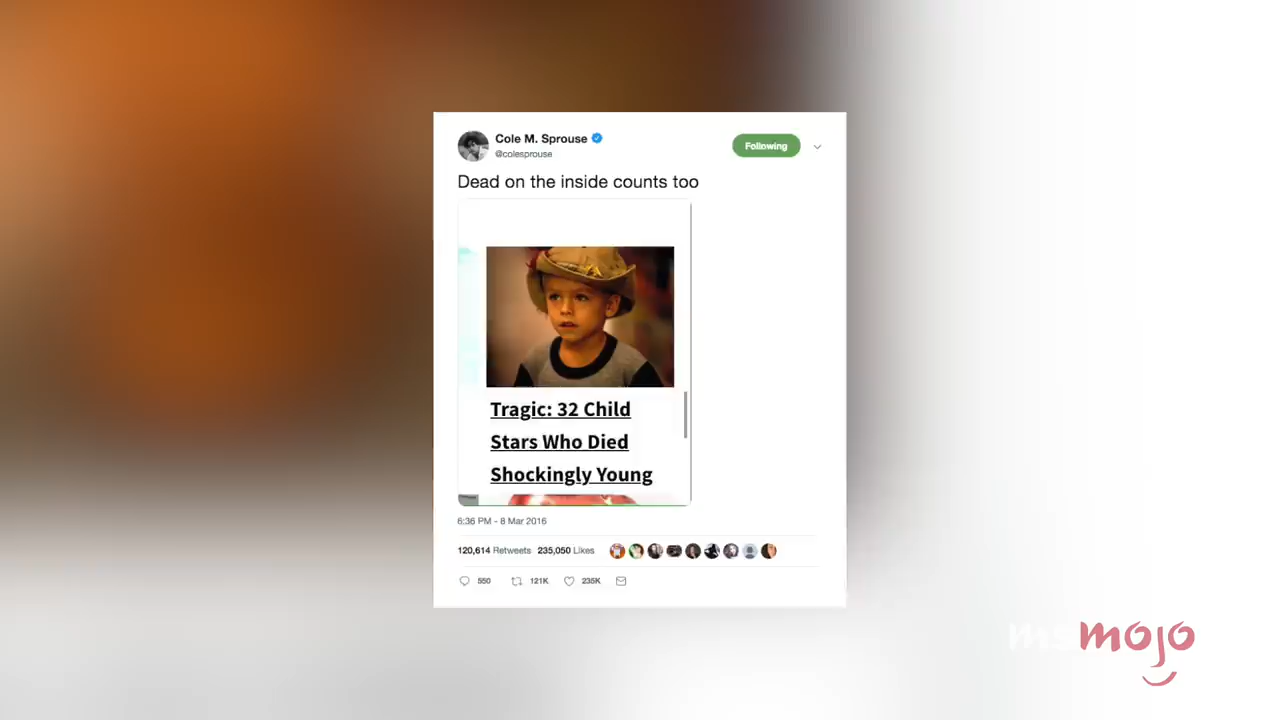 Cole M. Sprouse
@colesprouse
Following
Dead on the inside counts too
Tragic: 32 Child
Stars Who Died
Shockingly Young
6:36 PM - 8 Mar 2016
120,614 Retweets 235,050 Likes
550 121K 235K
msmojo